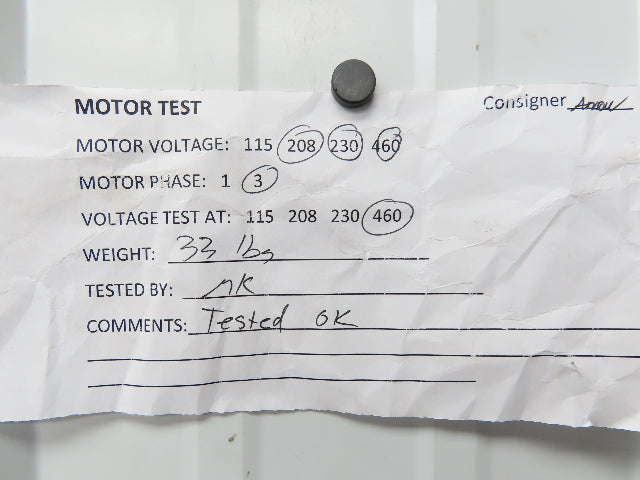 MOTOR TEST Consigner Arrow
MOTOR VOLTAGE: 115 208 230 460
MOTOR PHASE: 1 3
VOLTAGE TEST AT: 115 208 230 460
WEIGHT: 33 lbs
TESTED BY:
COMMENTS: Tested OK